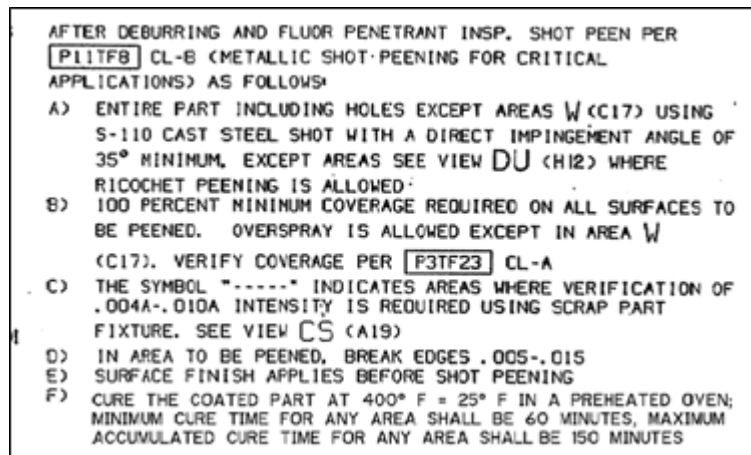 AFTER DEBURRING AND FLUOR PENETRANT INSP. SHOT PEEN PER
P11TF8 CL-B (METALLIC SHOT-PEENING FOR CRITICAL
APPLICATIONS) AS FOLLOWS:
A) ENTIRE PART INCLUDING HOLES EXCEPT AREAS W (C17) USING
S-110 CAST STEEL SHOT WITH A DIRECT IMPINGEMENT ANGLE OF
35° MINIMUM. EXCEPT AREAS SEE VIEW DU (H12) WHERE
RICOCHET PEENING IS ALLOWED.
B) 100 PERCENT MINIMUM COVERAGE REQUIRED ON ALL SURFACES TO
BE PEENED. OVERSPRAY IS ALLOWED EXCEPT IN AREA W
(C17). VERIFY COVERAGE PER P3TF23 CL-A
C) THE SYMBOL "-----" INDICATES AREAS WHERE VERIFICATION OF
.004A-.010A INTENSITY IS REQUIRED USING SCRAP PART
FIXTURE. SEE VIEW CS (A19)
D) IN AREA TO BE PEENED, BREAK EDGES .005-.015
E) SURFACE FINISH APPLIES BEFORE SHOT PEENING
F) CURE THE COATED PART AT 400° F = 25° F IN A PREHEATED OVEN;
MINIMUM CURE TIME FOR ANY AREA SHALL BE 60 MINUTES, MAXIMUM
ACCUMULATED CURE TIME FOR ANY AREA SHALL BE 150 MINUTES